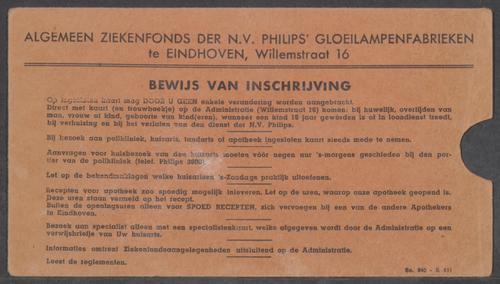 ALGEMEEN ZIEKENFONDS DER N.V. PHILIPS' GLOEILAMPENFABRIEKEN
te EINDHOVEN, Willemstraat 16
BEWIJS VAN INSCHRIJVING
Op ingesloten kaart mag DOOR U GEEN enkele verandering worden aangebracht.
Direct met kaart (en trouwboekje) op de Administratie (Willemstraat 16) komen: bij huwelijk, overlijden van
man, vrouw of kind, geboorte van kind(eren), wanneer een kind 16 jaar geworden is of in loondienst treedt,
bij verhuizing en bij het verlaten van den dienst der N.V. Philips.
Bij bezoek aan polikliniek, huisarts, tandarts of apotheek ingesloten kaart steeds mede te nemen.
Aanvragen voor huisbezoek van den huisarts moeten vóór negen uur 's-morgens geschieden bij den por-
tier van de polikliniek (telef. Philips
Let op de bekendmakingen welke huisartsen 's-Zondags praktijk uitoefenen.
Recepten voor apotheek zoo spoedig mogelijk inleveren. Let op de uren, waarop onze apotheek geopend is.
Deze uren staan vermeld op het recept.
Buiten de openingsuren alleen voor SPOED RECEPTEN, zich vervoegen bij een van de andere Apothekers
te Eindhoven.
Bezoek aan specialist alleen met een specialistenkaart, welke afgegeven wordt door de Administratie op een
verwijsbriefje van Uw huisarts.
Informaties omtrent Ziekenfondsaangelegenheden uitsluitend op de Administratie.
Leest de reglementen.